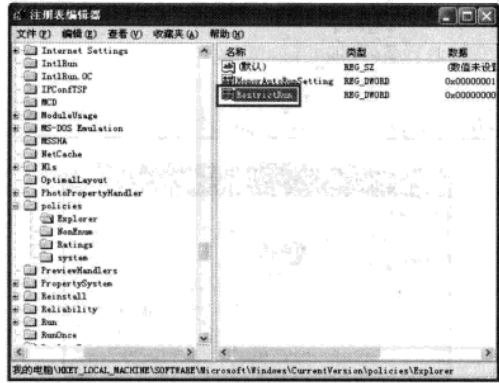 注册表编辑器
文件(F) 编辑(E) 查看(V) 收藏夹(A) 帮助(H)
Internet Settings
IntlRun
IntlRun.OC
IPConfTSP
MCD
ModuleUsage
MS-DOS Emulation
MSSHA
NetCache
Nls
OptimalLayout
PhotoPropertyHandler
policies
Explorer
NonEnum
Ratings
system
PreviewHandlers
PropertySystem
Reinstall
Reliability
Run
RunOnce
名称 类型 数据
(默认) REG_SZ (数值未设
HonorAutoRunSetting REG_DWORD 0x00000001
RestrictRun REG_DWORD 0x00000000
我的电脑\HKEY_LOCAL_MACHINE\SOFTWARE\Microsoft\Windows\CurrentVersion\policies\Explorer